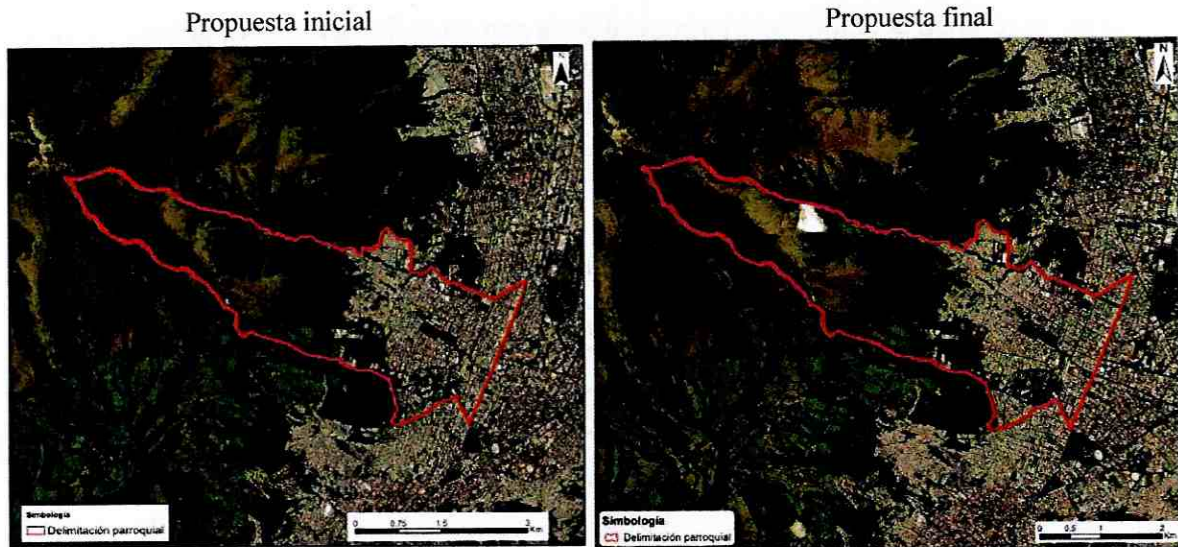 Propuesta inicial
Propuesta final
N
N
Simbología
Delimitación parroquial
0 0.75 1.5 3
Km
Simbología
Delimitación parroquial
0 0.5 1 2
Km